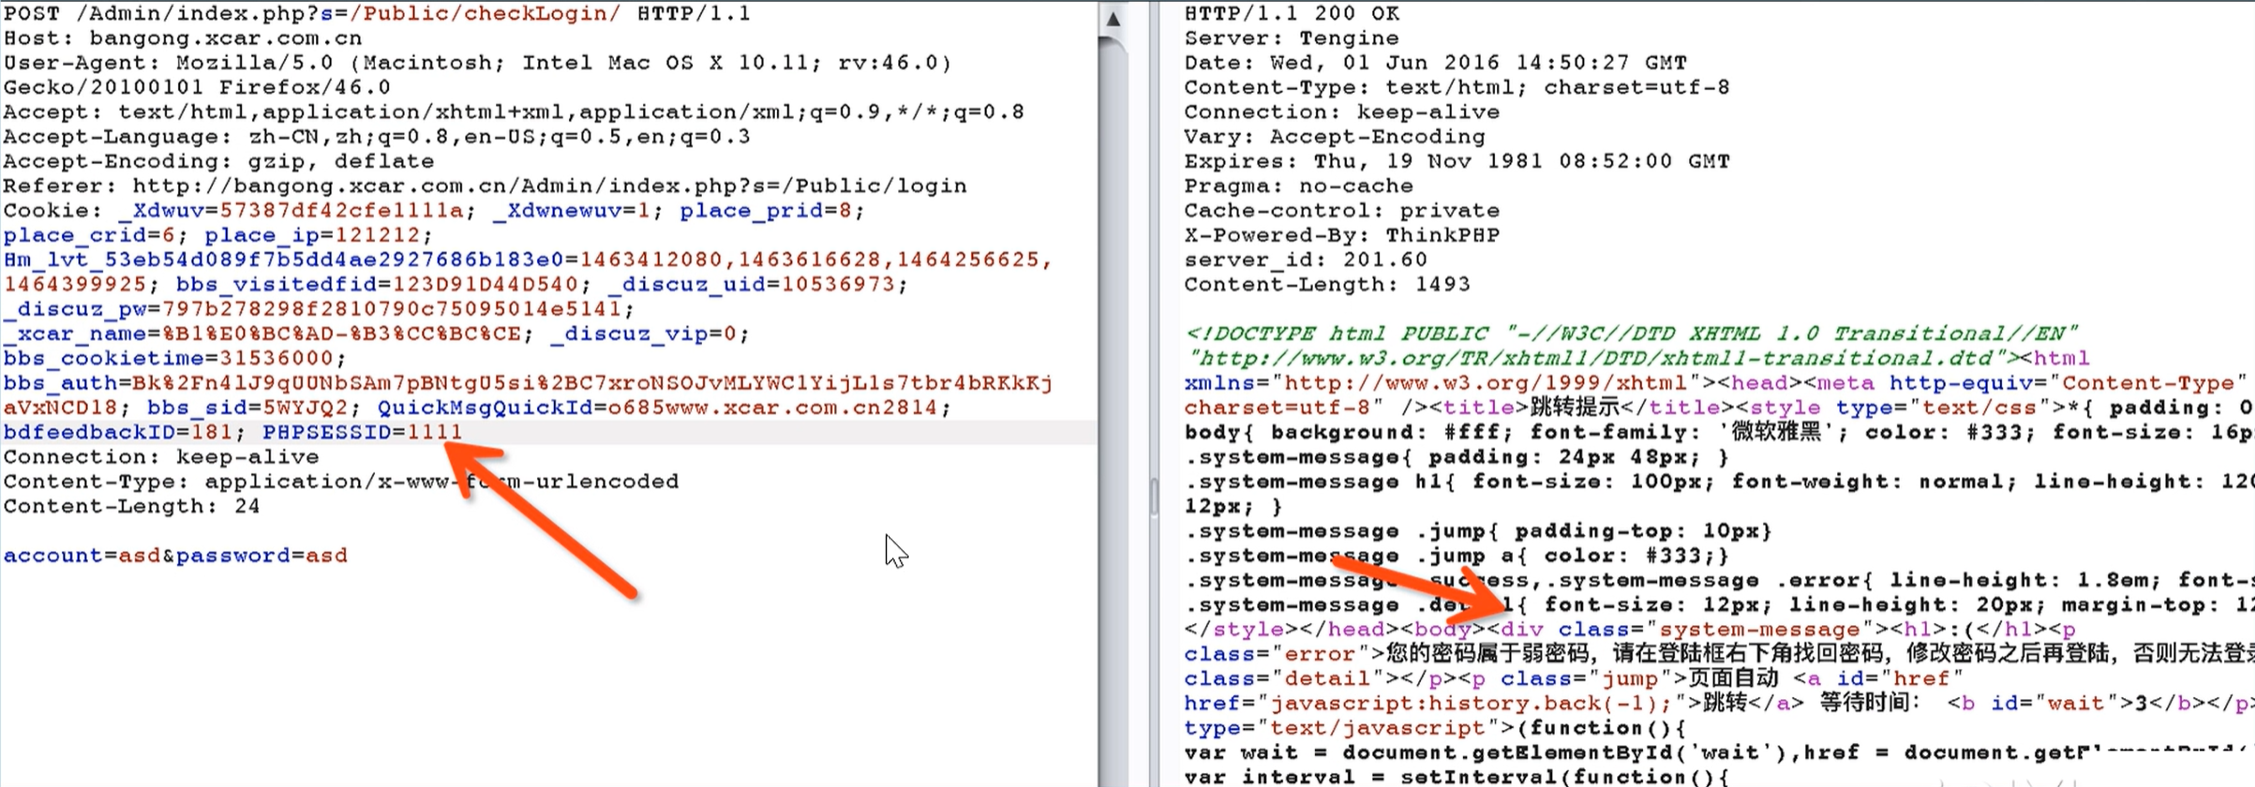 POST /Admin/index.php?s=/Public/checkLogin/ HTTP/1.1
Host: bangong.xcar.com.cn
User-Agent: Mozilla/5.0 (Macintosh; Intel Mac OS X 10.11; rv:46.0)
Gecko/20100101 Firefox/46.0
Accept: text/html,application/xhtml+xml,application/xml;q=0.9,*/*;q=0.8
Accept-Language: zh-CN,zh;q=0.8,en-US;q=0.5,en;q=0.3
Accept-Encoding: gzip, deflate
Referer: http://bangong.xcar.com.cn/Admin/index.php?s=/Public/login
Cookie: _Xdwuv=57387df42cfe1111a; _Xdwnewuv=1; place_prid=8;
place_crid=6; place_ip=121212;
Hm_lvt_53eb54d089f7b5dd4ae2927686b183e0=1463412080,1463616628,1464256625,
1464399925; bbs_visitedfid=123D91D44D540; _discuz_uid=10536973;
_discuz_pw=797b278298f2810790c75095014e5141;
_xcar_name=%B1%E0%BC%AD-%B3%CC%BC%CE; _discuz_vip=0;
bbs_cookietime=31536000;
bbs_auth=Bk%2Fn41J9qUUNbSAm7pBNtgU5si%2BC7xroNSOJvMLYWC1YijL1s7tbr4bRKkKj
aVxNCD18; bbs_sid=5WYJQ2; QuickMsgQuickId=o685www.xcar.com.cn2814;
bdfeedbackID=181; PHPSESSID=1111
Connection: keep-alive
Content-Type: application/x-www-form-urlencoded
Content-Length: 24
account=asd&password=asd
HTTP/1.1 200 OK
Server: Tengine
Date: Wed, 01 Jun 2016 14:50:27 GMT
Content-Type: text/html; charset=utf-8
Connection: keep-alive
Vary: Accept-Encoding
Expires: Thu, 19 Nov 1981 08:52:00 GMT
Pragma: no-cache
Cache-control: private
X-Powered-By: ThinkPHP
server_id: 201.60
Content-Length: 1493
<!DOCTYPE html PUBLIC "-//W3C//DTD XHTML 1.0 Transitional//EN"
"http://www.w3.org/TR/xhtml1/DTD/xhtml1-transitional.dtd"><html
xmlns="http://www.w3.org/1999/xhtml"><head><meta http-equiv="Content-Type"
charset=utf-8" /><title>跳转提示</title><style type="text/css">*{ padding: 0
body{ background: #fff; font-family: '微软雅黑'; color: #333; font-size: 16p
.system-message{ padding: 24px 48px; }
.system-message h1{ font-size: 100px; font-weight: normal; line-height: 120
12px; }
.system-message .jump{ padding-top: 10px}
.system-message .jump a{ color: #333;}
.system-message .success,.system-message .error{ line-height: 1.8em; font-s
.system-message .detail{ font-size: 12px; line-height: 20px; margin-top: 12
</style></head><body><div class="system-message"><h1>:(</h1><p
class="error">您的密码属于弱密码，请在登陆框右下角找回密码，修改密码之后再登陆，否则无法登录
class="detail"></p><p class="jump">页面自动 <a id="href"
href="javascript:history.back(-1);">跳转</a> 等待时间： <b id="wait">3</b></p>
type="text/javascript">(function(){
var wait = document.getElementById('wait'),href = document.getElementById(
var interval = setInterval(function(){